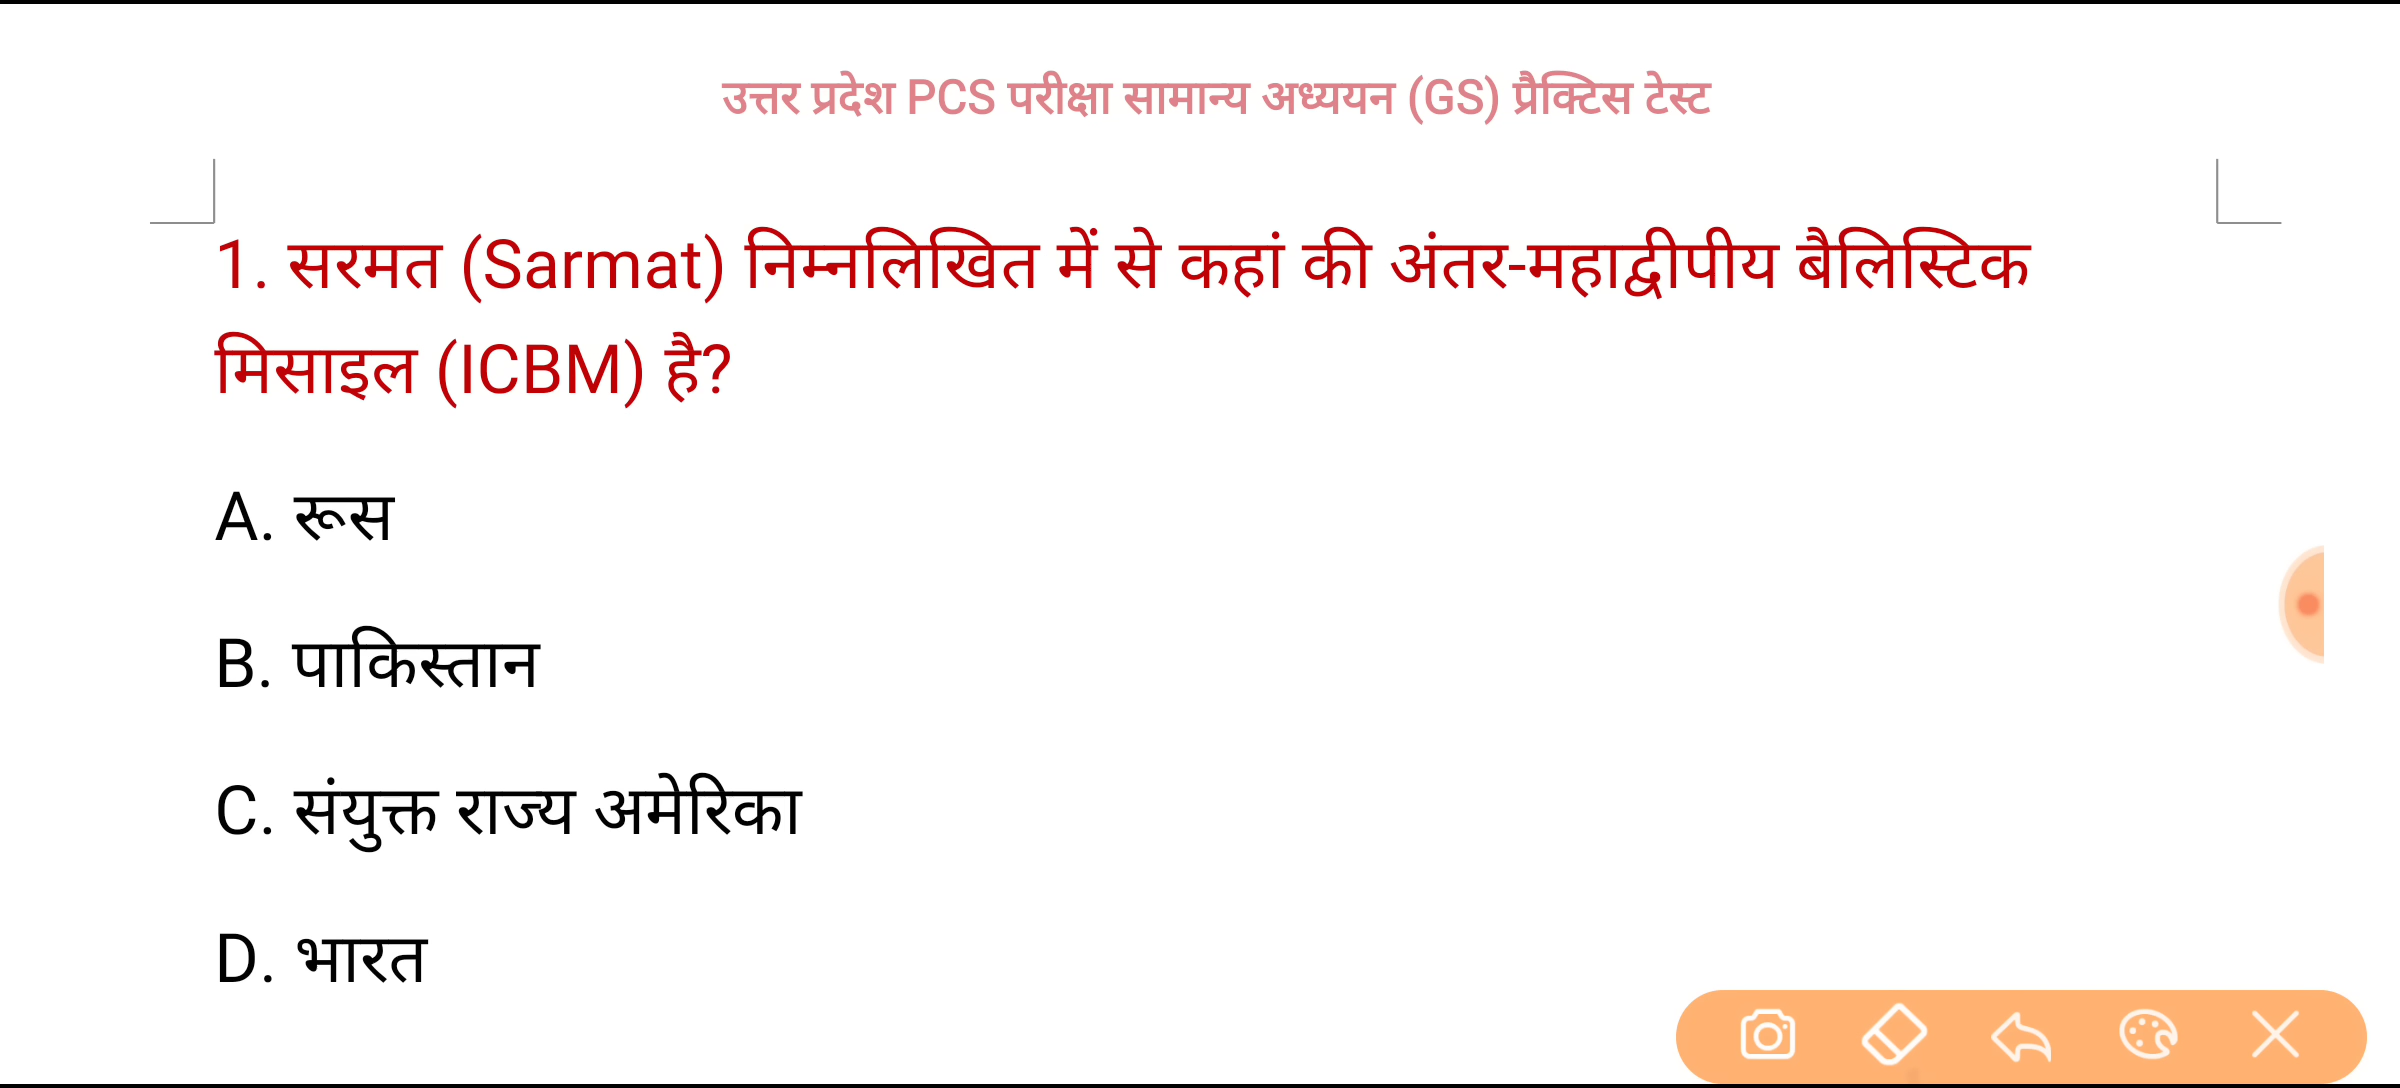 उत्तर प्रदेश PCS परीक्षा सामान्य अध्ययन (GS) प्रैक्टिस टेस्ट
1. सरमत (Sarmat) निम्नलिखित में से कहां की अंतर-महाद्वीपीय बैलिस्टिक
मिसाइल (ICBM) है?
A. रूस
B. पाकिस्तान
C. संयुक्त राज्य अमेरिका
D. भारत